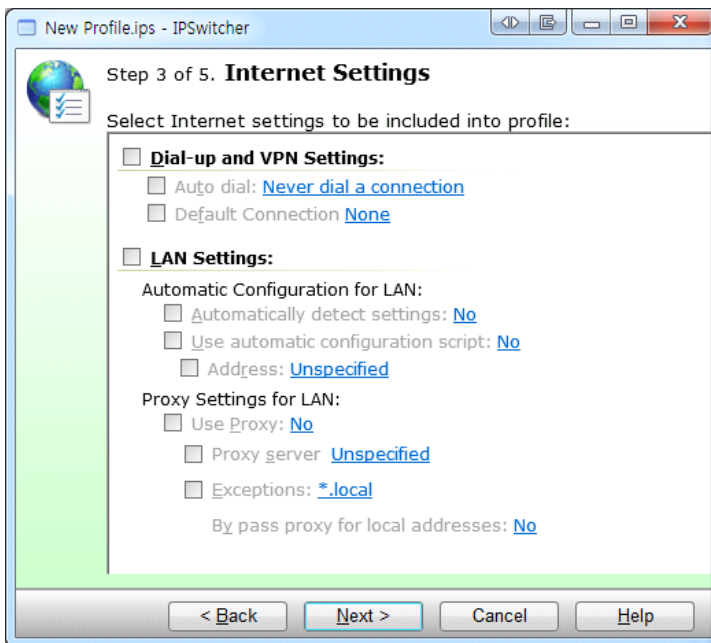 New Profile.ips - IPSwitcher
Step 3 of 5. Internet Settings
Select Internet settings to be included into profile:
Dial-up and VPN Settings:
Auto dial: Never dial a connection
Default Connection None
LAN Settings:
Automatic Configuration for LAN:
Automatically detect settings: No
Use automatic configuration script: No
Address: Unspecified
Proxy Settings for LAN:
Use Proxy: No
Proxy server Unspecified
Exceptions: *.local
By pass proxy for local addresses: No
< Back Next > Cancel Help